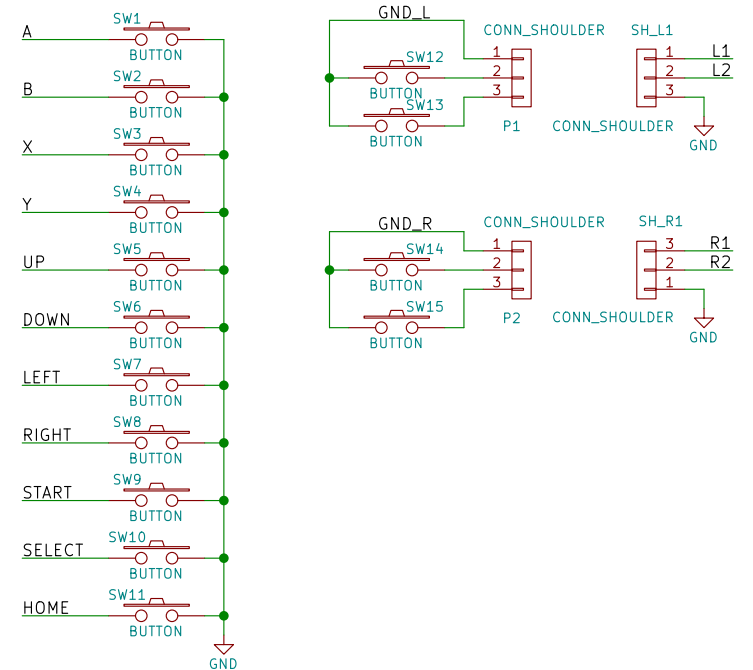 SW1
A
BUTTON
SW2
B
BUTTON
SW3
X
BUTTON
SW4
Y
BUTTON
SW5
UP
BUTTON
SW6
DOWN
BUTTON
SW7
LEFT
BUTTON
SW8
RIGHT
BUTTON
SW9
START
BUTTON
SW10
SELECT
BUTTON
SW11
HOME
BUTTON
GND
GND_L
CONN_SHOULDER
SW12
1
2
3
BUTTON
SW13
BUTTON
P1
SH_L1
1 L1
2 L2
3
CONN_SHOULDER
GND
GND_R
CONN_SHOULDER
SW14
1
2
3
BUTTON
SW15
BUTTON
P2
SH_R1
3 R1
2 R2
1
CONN_SHOULDER
GND